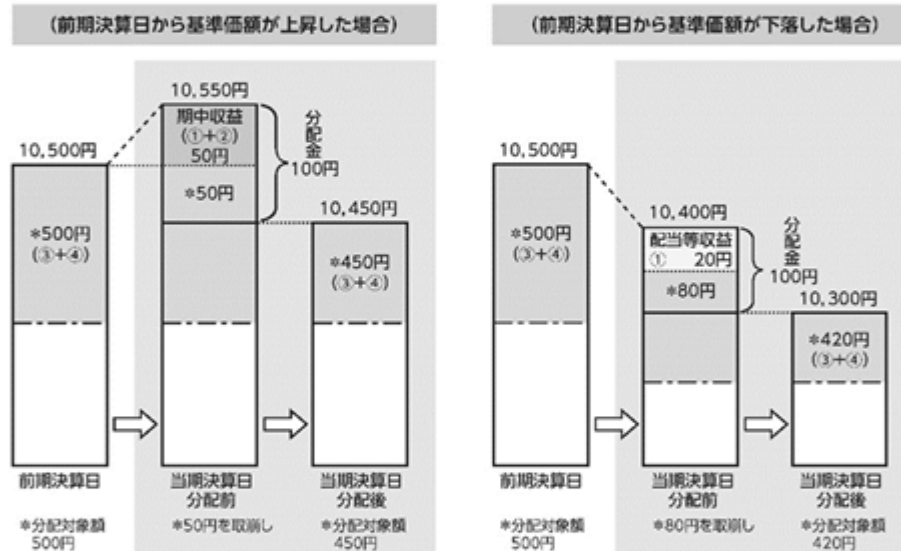 (前期決算日から基準価額が上昇した場合)
10,550円
期中収益
(①+②)
50円
*50円
分配金
100円
10,500円
*500円
(③+④)
10,450円
*450円
(③+④)
前期決算日
当期決算日
分配前
当期決算日
分配後
*分配対象額
500円
*50円を取崩し
*分配対象額
450円
(前期決算日から基準価額が下落した場合)
10,500円
*500円
(③+④)
10,400円
配当等収益
① 20円
*80円
分配金
100円
10,300円
*420円
(③+④)
前期決算日
当期決算日
分配前
当期決算日
分配後
*分配対象額
500円
*80円を取崩し
*分配対象額
420円